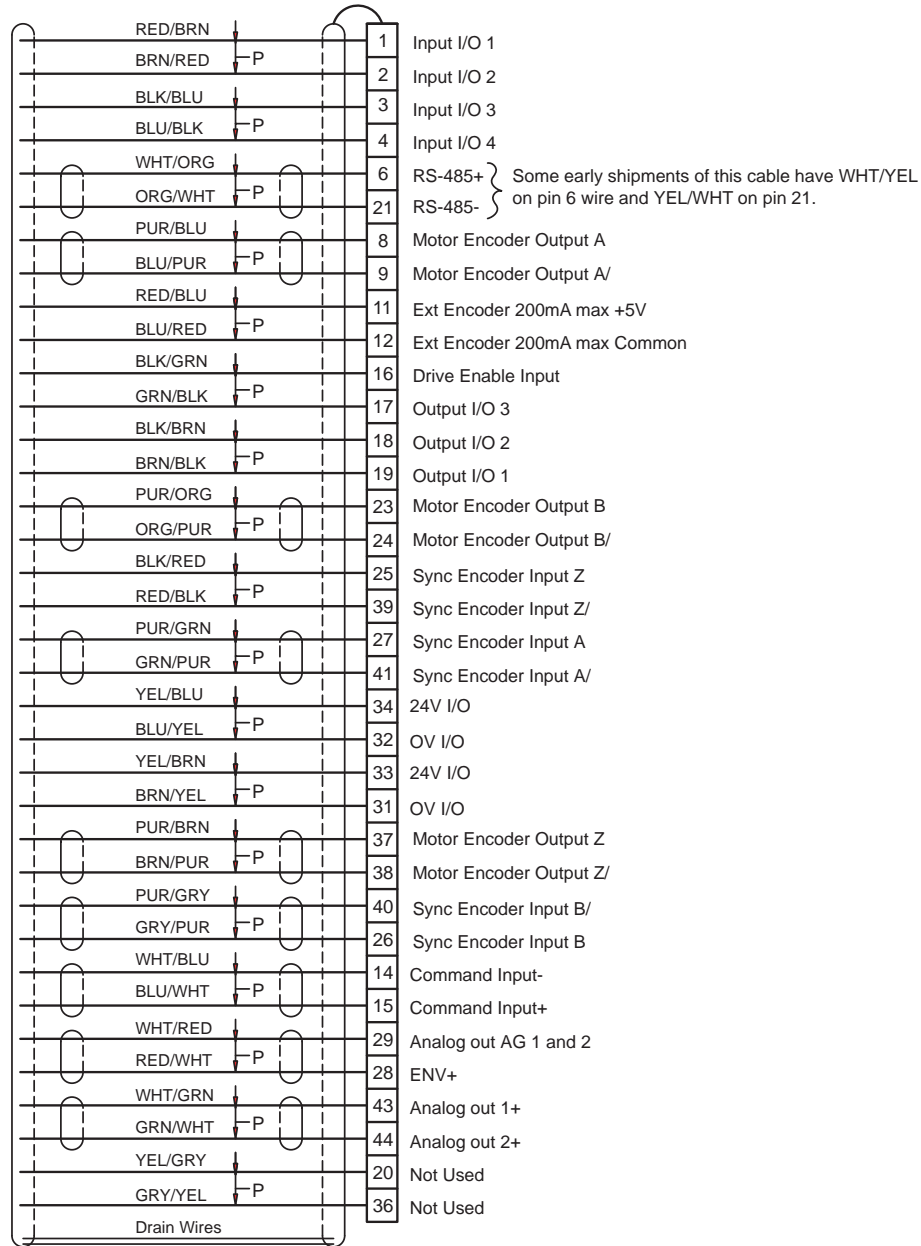 RED/BRN 1 Input I/O 1
BRN/RED P 2 Input I/O 2
BLK/BLU 3 Input I/O 3
BLU/BLK P 4 Input I/O 4
WHT/ORG 6 RS-485+ Some early shipments of this cable have WHT/YEL
ORG/WHT P 21 RS-485- on pin 6 wire and YEL/WHT on pin 21.
PUR/BLU 8 Motor Encoder Output A
BLU/PUR P 9 Motor Encoder Output A/
RED/BLU 11 Ext Encoder 200mA max +5V
BLU/RED P 12 Ext Encoder 200mA max Common
BLK/GRN 16 Drive Enable Input
GRN/BLK P 17 Output I/O 3
BLK/BRN 18 Output I/O 2
BRN/BLK P 19 Output I/O 1
PUR/ORG 23 Motor Encoder Output B
ORG/PUR P 24 Motor Encoder Output B/
BLK/RED 25 Sync Encoder Input Z
RED/BLK P 39 Sync Encoder Input Z/
PUR/GRN 27 Sync Encoder Input A
GRN/PUR P 41 Sync Encoder Input A/
YEL/BLU 34 24V I/O
BLU/YEL P 32 OV I/O
YEL/BRN 33 24V I/O
BRN/YEL P 31 OV I/O
PUR/BRN 37 Motor Encoder Output Z
BRN/PUR P 38 Motor Encoder Output Z/
PUR/GRY 40 Sync Encoder Input B/
GRY/PUR P 26 Sync Encoder Input B
WHT/BLU 14 Command Input-
BLU/WHT P 15 Command Input+
WHT/RED 29 Analog out AG 1 and 2
RED/WHT P 28 ENV+
WHT/GRN 43 Analog out 1+
GRN/WHT P 44 Analog out 2+
YEL/GRY 20 Not Used
GRY/YEL P 36 Not Used
Drain Wires